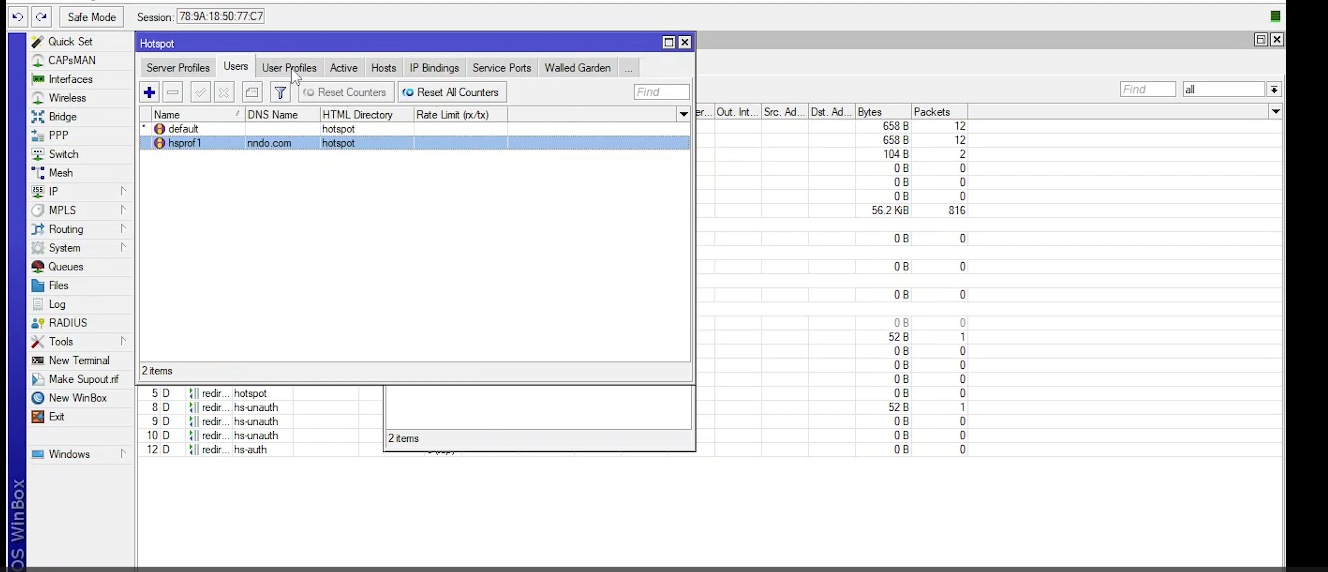 Safe Mode Session: 78:9A:18:50:77:C7
Quick Set
CAPsMAN
Interfaces
Wireless
Bridge
PPP
Switch
Mesh
IP
MPLS
Routing
System
Queues
Files
Log
RADIUS
Tools
New Terminal
Make Supout.rif
New WinBox
Exit
Windows
OS WinBox
Hotspot
Server Profiles Users User Profiles Active Hosts IP Bindings Service Ports Walled Garden ...
Reset Counters Reset All Counters Find
Name DNS Name HTML Directory Rate Limit (rx/tx)
* default hotspot
hsprof1 nndo.com hotspot
2 items
Find all
er... Out. Int... Src. Ad... Dst. Ad... Bytes Packets
658 B 12
658 B 12
104 B 2
0 B 0
0 B 0
0 B 0
56.2 KiB 816
0 B 0
0 B 0
0 B 0
0 B 0
52 B 1
0 B 0
0 B 0
0 B 0
5 D redir... hotspot 0 B 0
8 D redir... hs-unauth 52 B 1
9 D redir... hs-unauth 0 B 0
10 D redir... hs-unauth 0 B 0
12 D redir... hs-auth 0 B 0
2 items